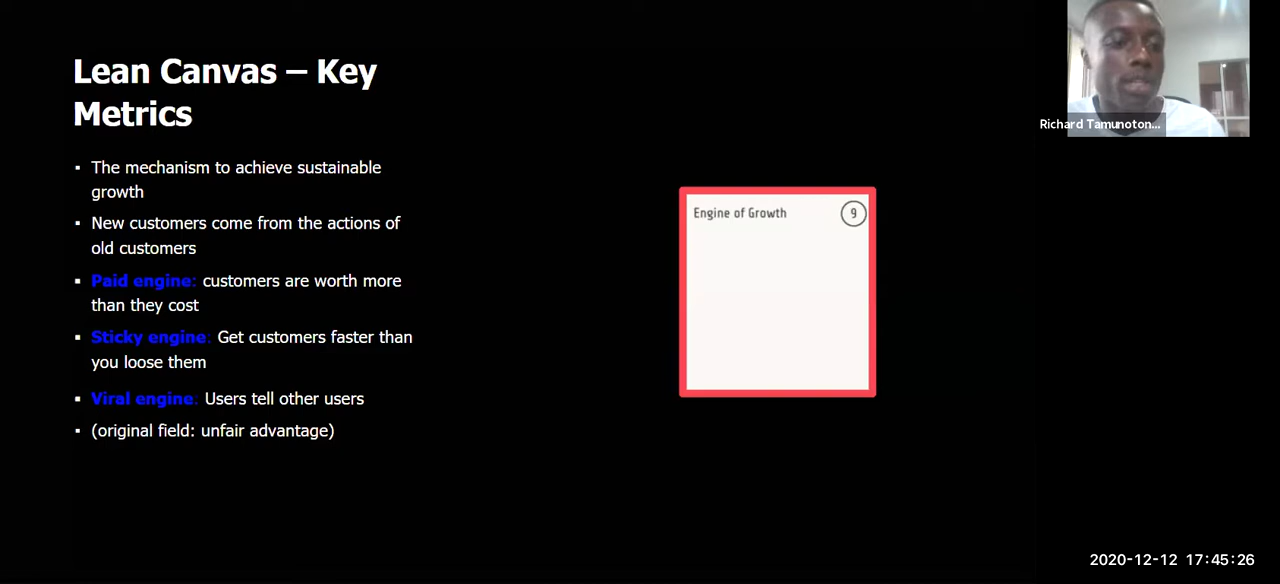 Lean Canvas – Key
Metrics
▪ The mechanism to achieve sustainable
growth
▪ New customers come from the actions of
old customers
▪ Paid engine: customers are worth more
than they cost
▪ Sticky engine: Get customers faster than
you loose them
▪ Viral engine: Users tell other users
▪ (original field: unfair advantage)
Engine of Growth 9
Richard Tamunoton...
2020-12-12 17:45:26